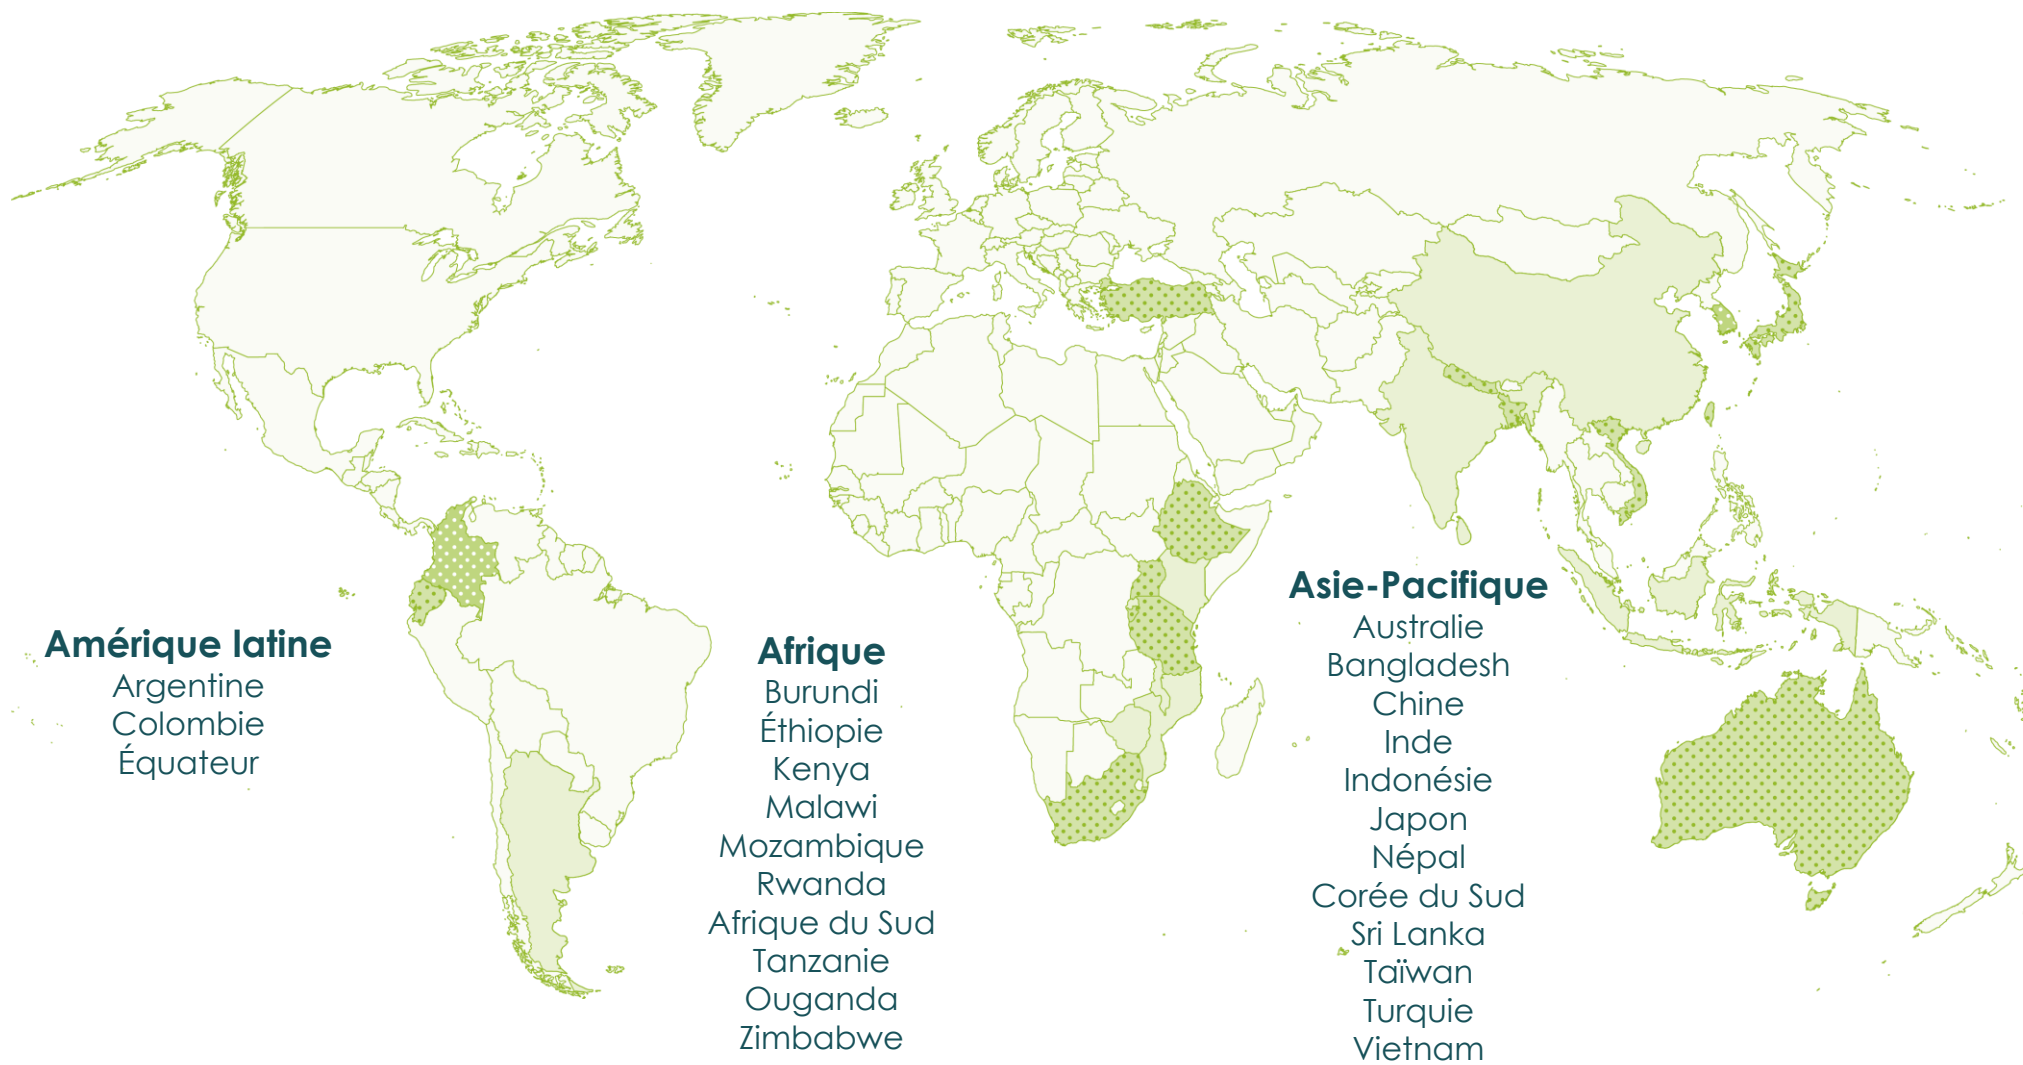 Amérique latine
Argentine
Colombie
Équateur
Afrique
Burundi
Éthiopie
Kenya
Malawi
Mozambique
Rwanda
Afrique du Sud
Tanzanie
Ouganda
Zimbabwe
Asie-Pacifique
Australie
Bangladesh
Chine
Inde
Indonésie
Japon
Népal
Corée du Sud
Sri Lanka
Taïwan
Turquie
Vietnam